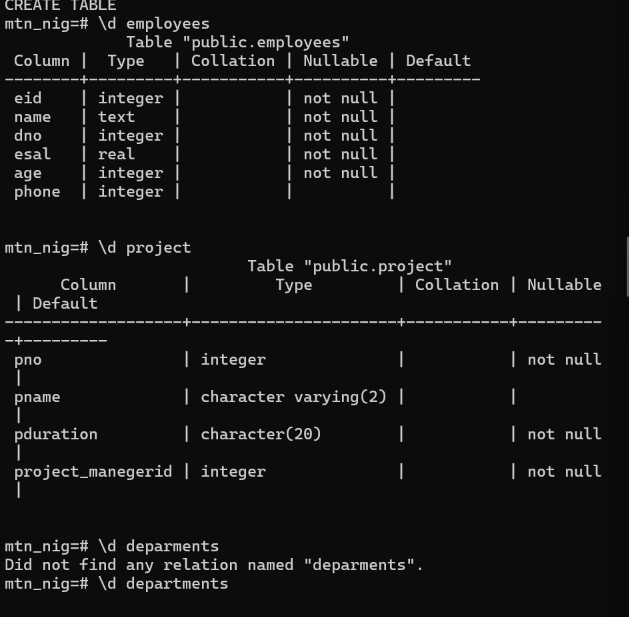 CREATE TABLE
mtn_nig=# \d employees
Table "public.employees"
Column | Type | Collation | Nullable | Default
--------+---------+-----------+----------+---------
eid | integer | | not null |
name | text | | not null |
dno | integer | | not null |
esal | real | | not null |
age | integer | | not null |
phone | integer | | |
mtn_nig=# \d project
Table "public.project"
Column | Type | Collation | Nullable
| Default
-------------------+----------------------+-----------+---------
-+---------
pno | integer | | not null
|
pname | character varying(2) | |
|
pduration | character(20) | | not null
|
project_manegerid | integer | | not null
|
mtn_nig=# \d deparments
Did not find any relation named "deparments".
mtn_nig=# \d departments